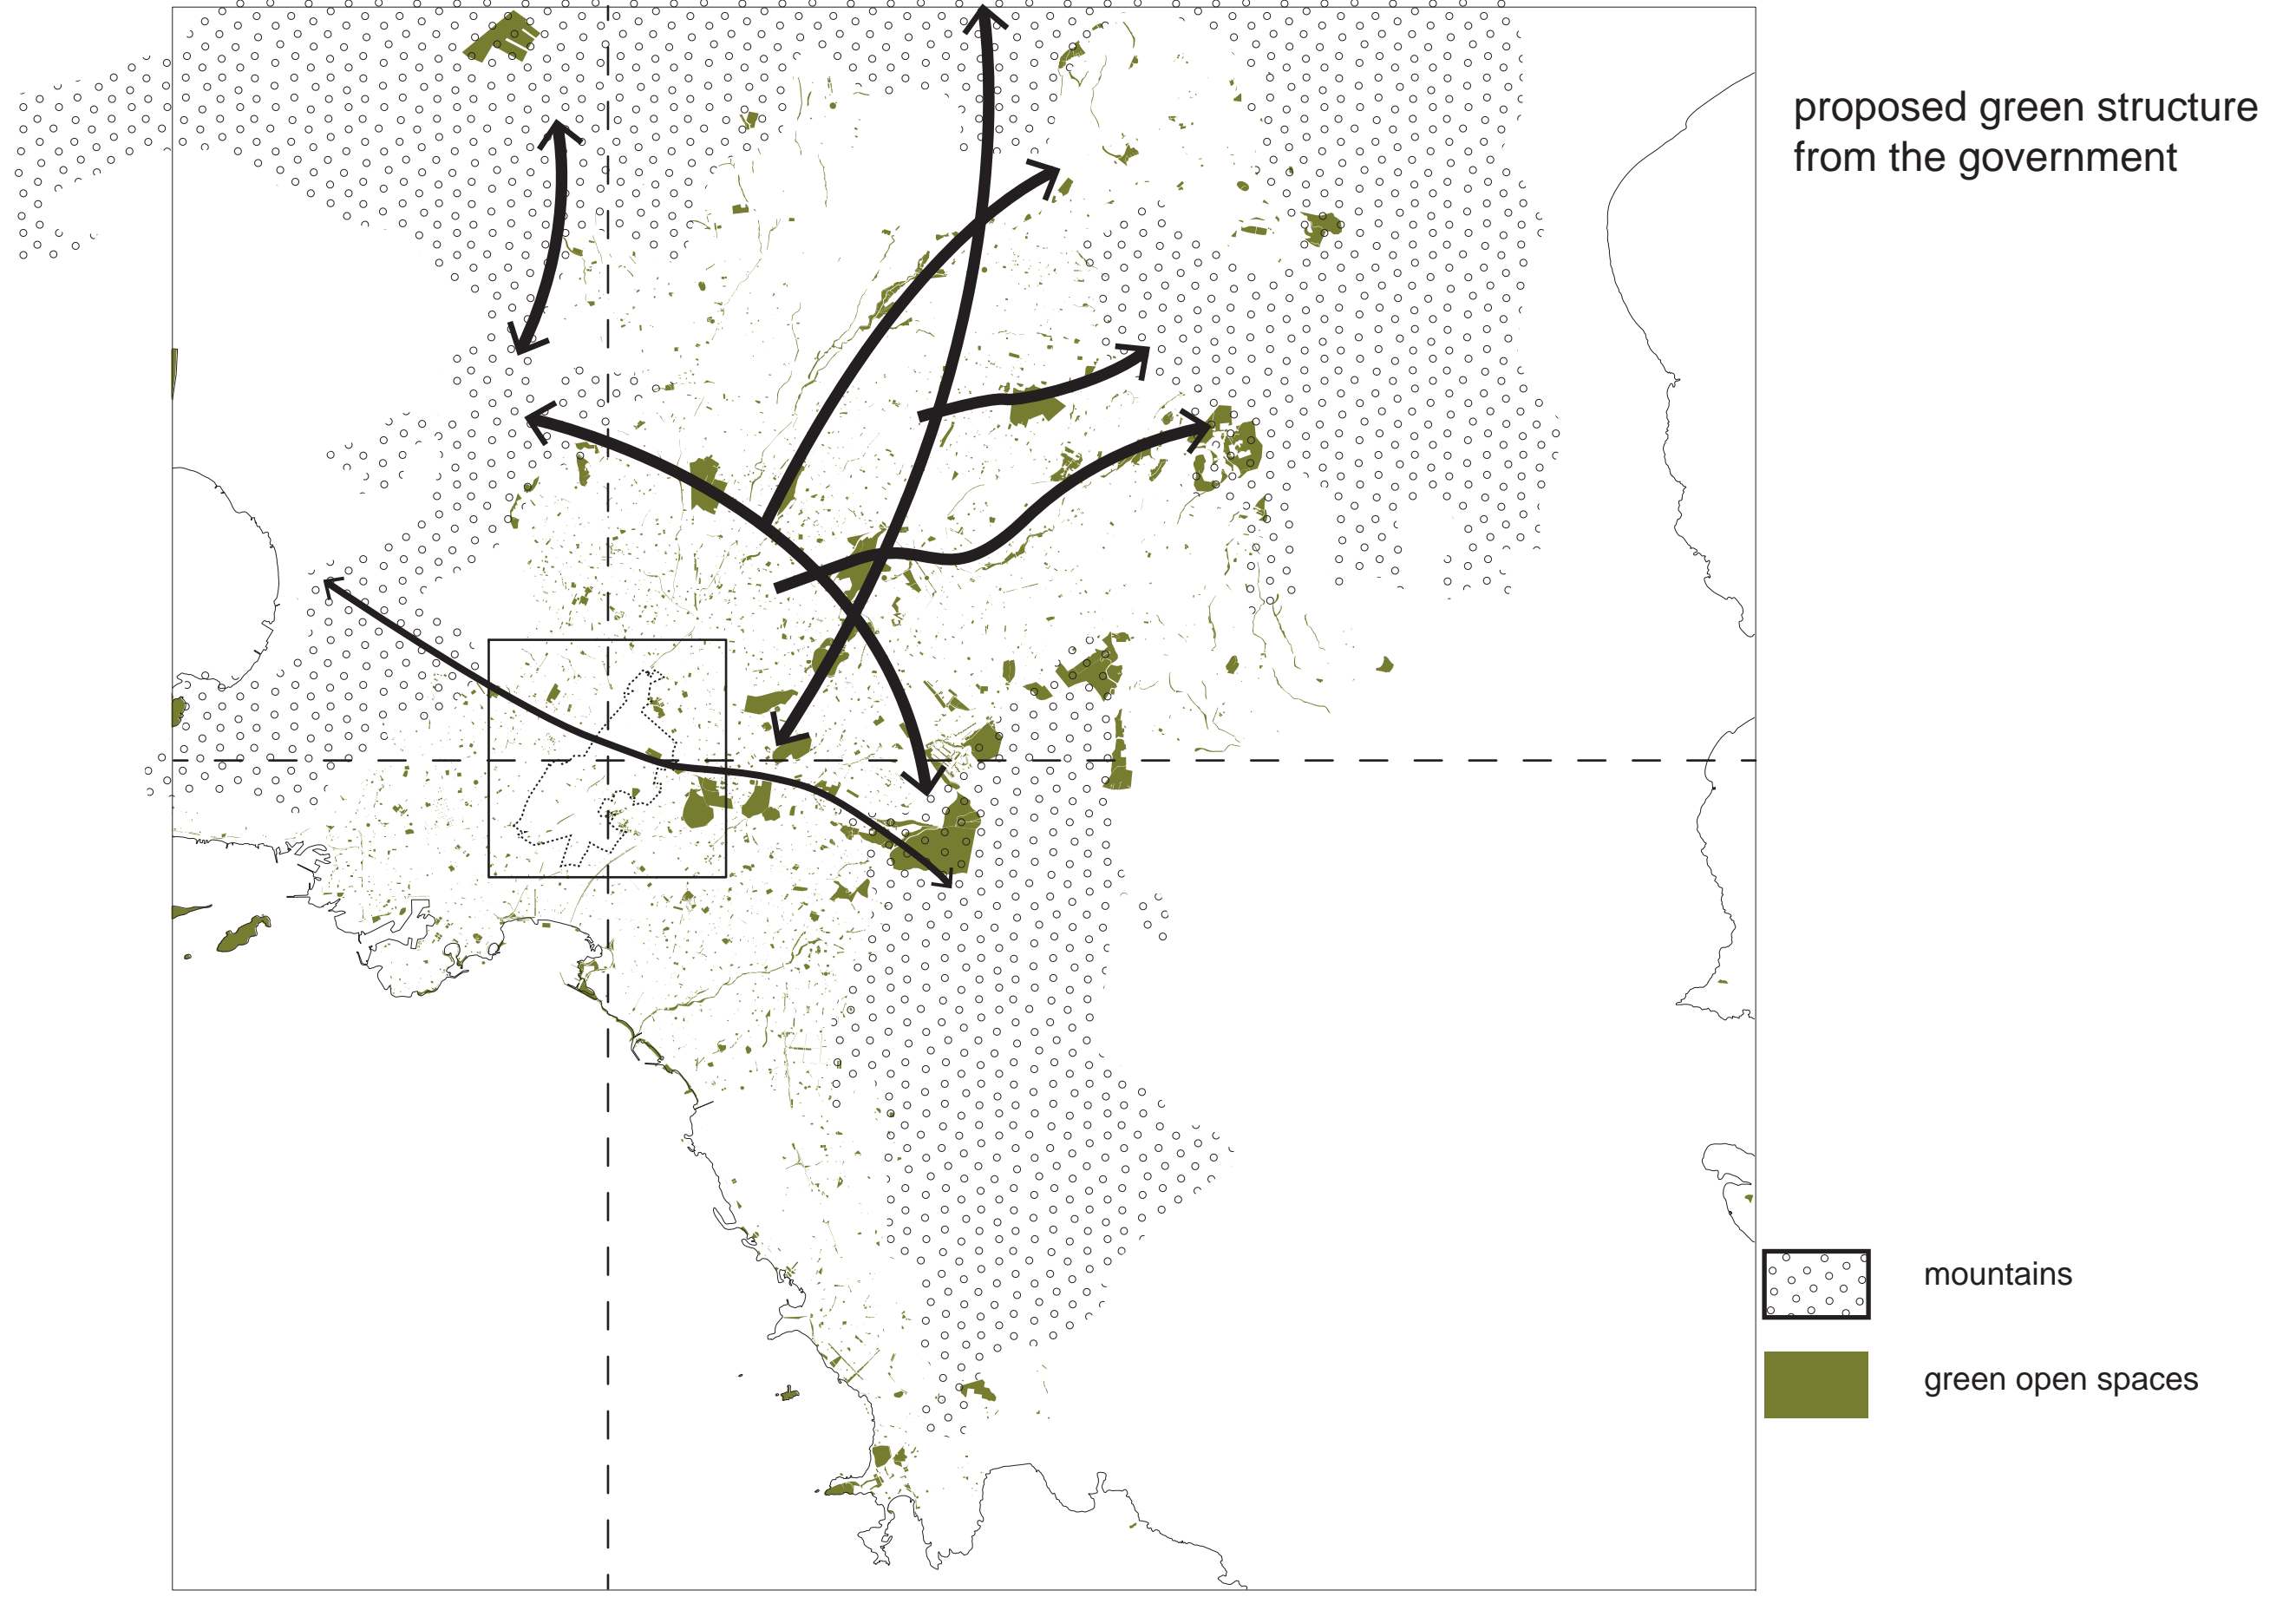 proposed green structure
from the government
mountains
green open spaces